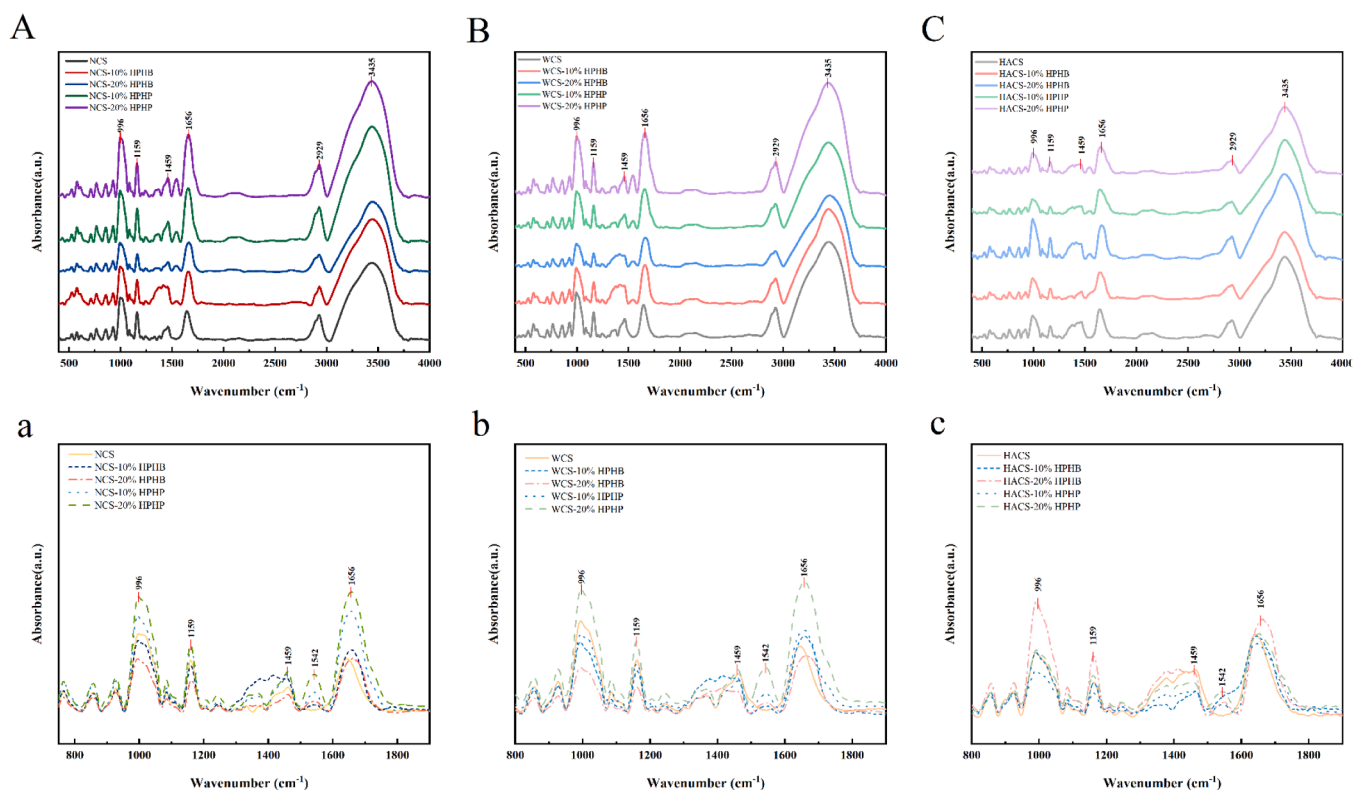 A
NCS
NCS-10% HPHB
NCS-20% HPHB
NCS-10% HPHP
NCS-20% HPHP
996
1159
1459
1656
2929
3435
Absorbance(a.u.)
500 1000 1500 2000 2500 3000 3500 4000
Wavenumber (cm-1)
B
WCS
WCS-10% HPHB
WCS-20% HPHB
WCS-10% HPHP
WCS-20% HPHP
996
1159
1459
1656
2929
3435
Absorbance(a.u.)
500 1000 1500 2000 2500 3000 3500 4000
Wavenumber (cm-1)
C
HACS
HACS-10% HPHB
HACS-20% HPHB
HACS-10% HPHP
HACS-20% HPHP
996
1159
1459
1656
2929
3435
Absorbance(a.u.)
500 1000 1500 2000 2500 3000 3500 4000
Wavenumber (cm-1)
a
NCS
NCS-10% HPHB
NCS-20% HPHB
NCS-10% HPHP
NCS-20% HPHP
996
1159
1459
1542
1656
Absorbance(a.u.)
1000 1200 1400 1600 1800
Wavenumber (cm-1)
b
WCS
WCS-10% HPHB
WCS-20% HPHB
WCS-10% HPHP
WCS-20% HPHP
996
1159
1459
1542
1656
Absorbance(a.u.)
800 1000 1200 1400 1600 1800
Wavenumber (cm-1)
c
HACS
HACS-10% HPHB
HACS-20% HPHB
HACS-10% HPHP
HACS-20% HPHP
996
1159
1459
1542
1656
Absorbance(a.u.)
800 1000 1200 1400 1600 1800
Wavenumber (cm-1)